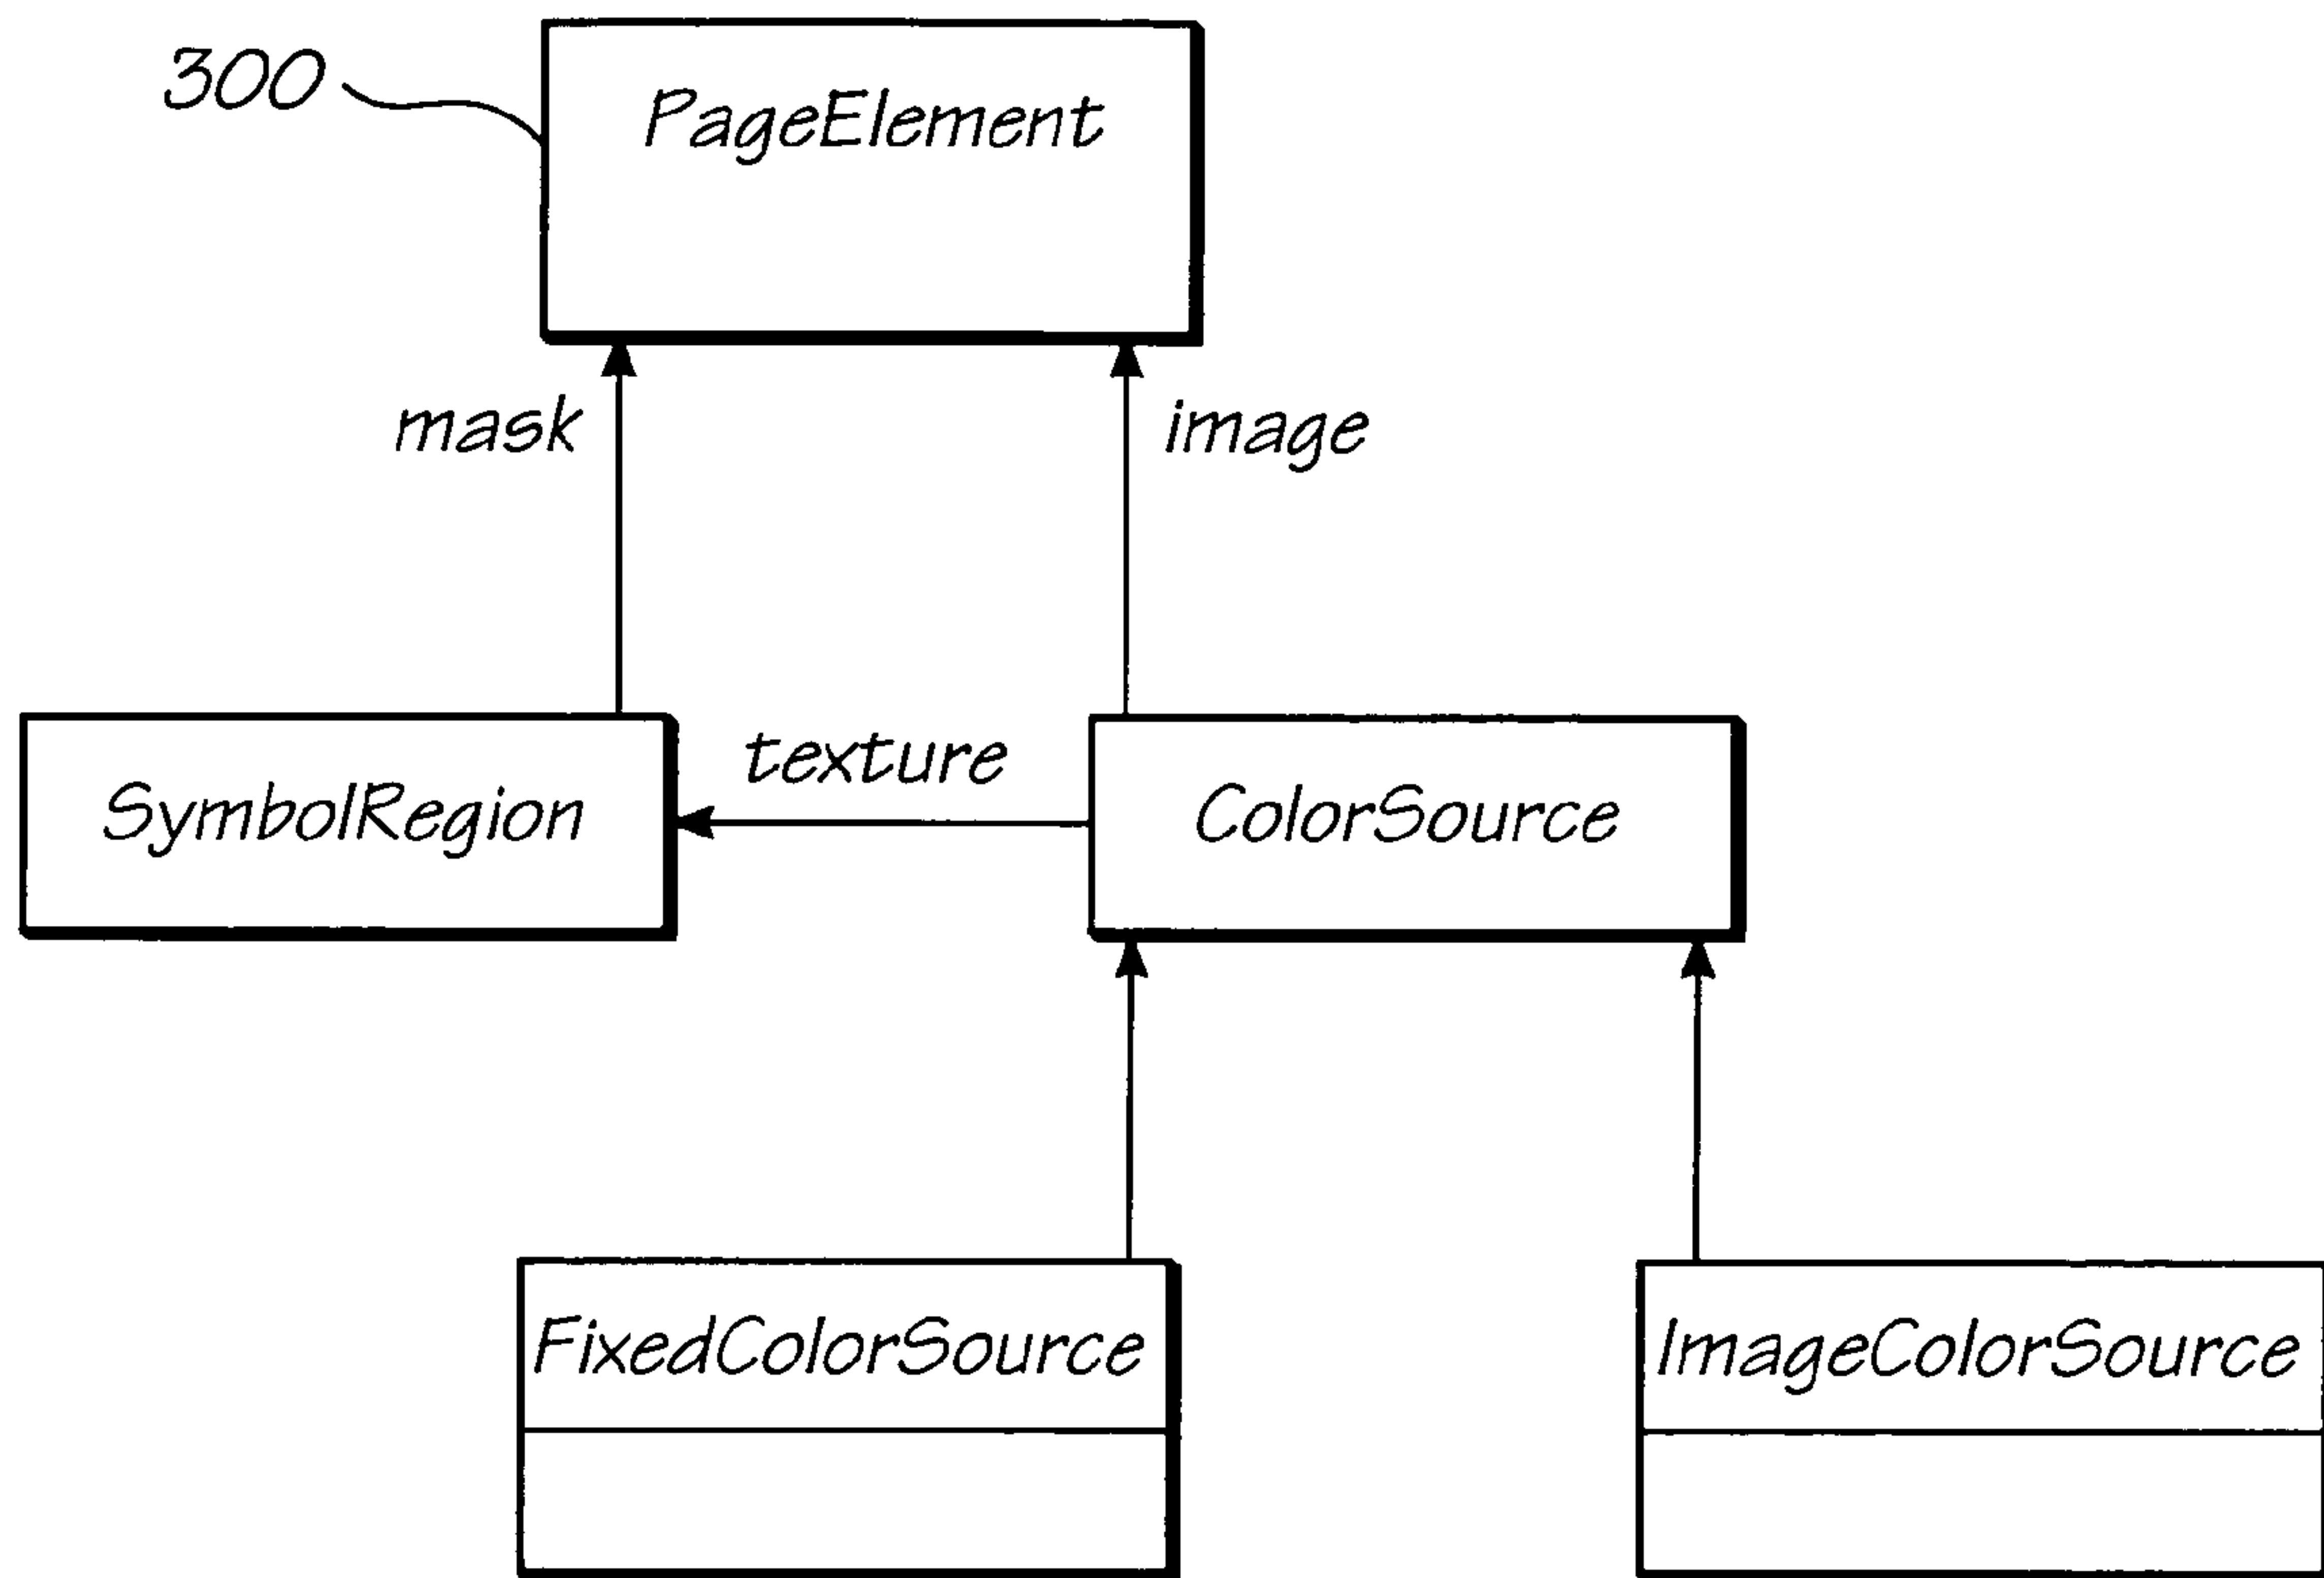 300
PageElement
mask
image
texture
SymbolRegion
ColorSource
FixedColorSource
ImageColorSource